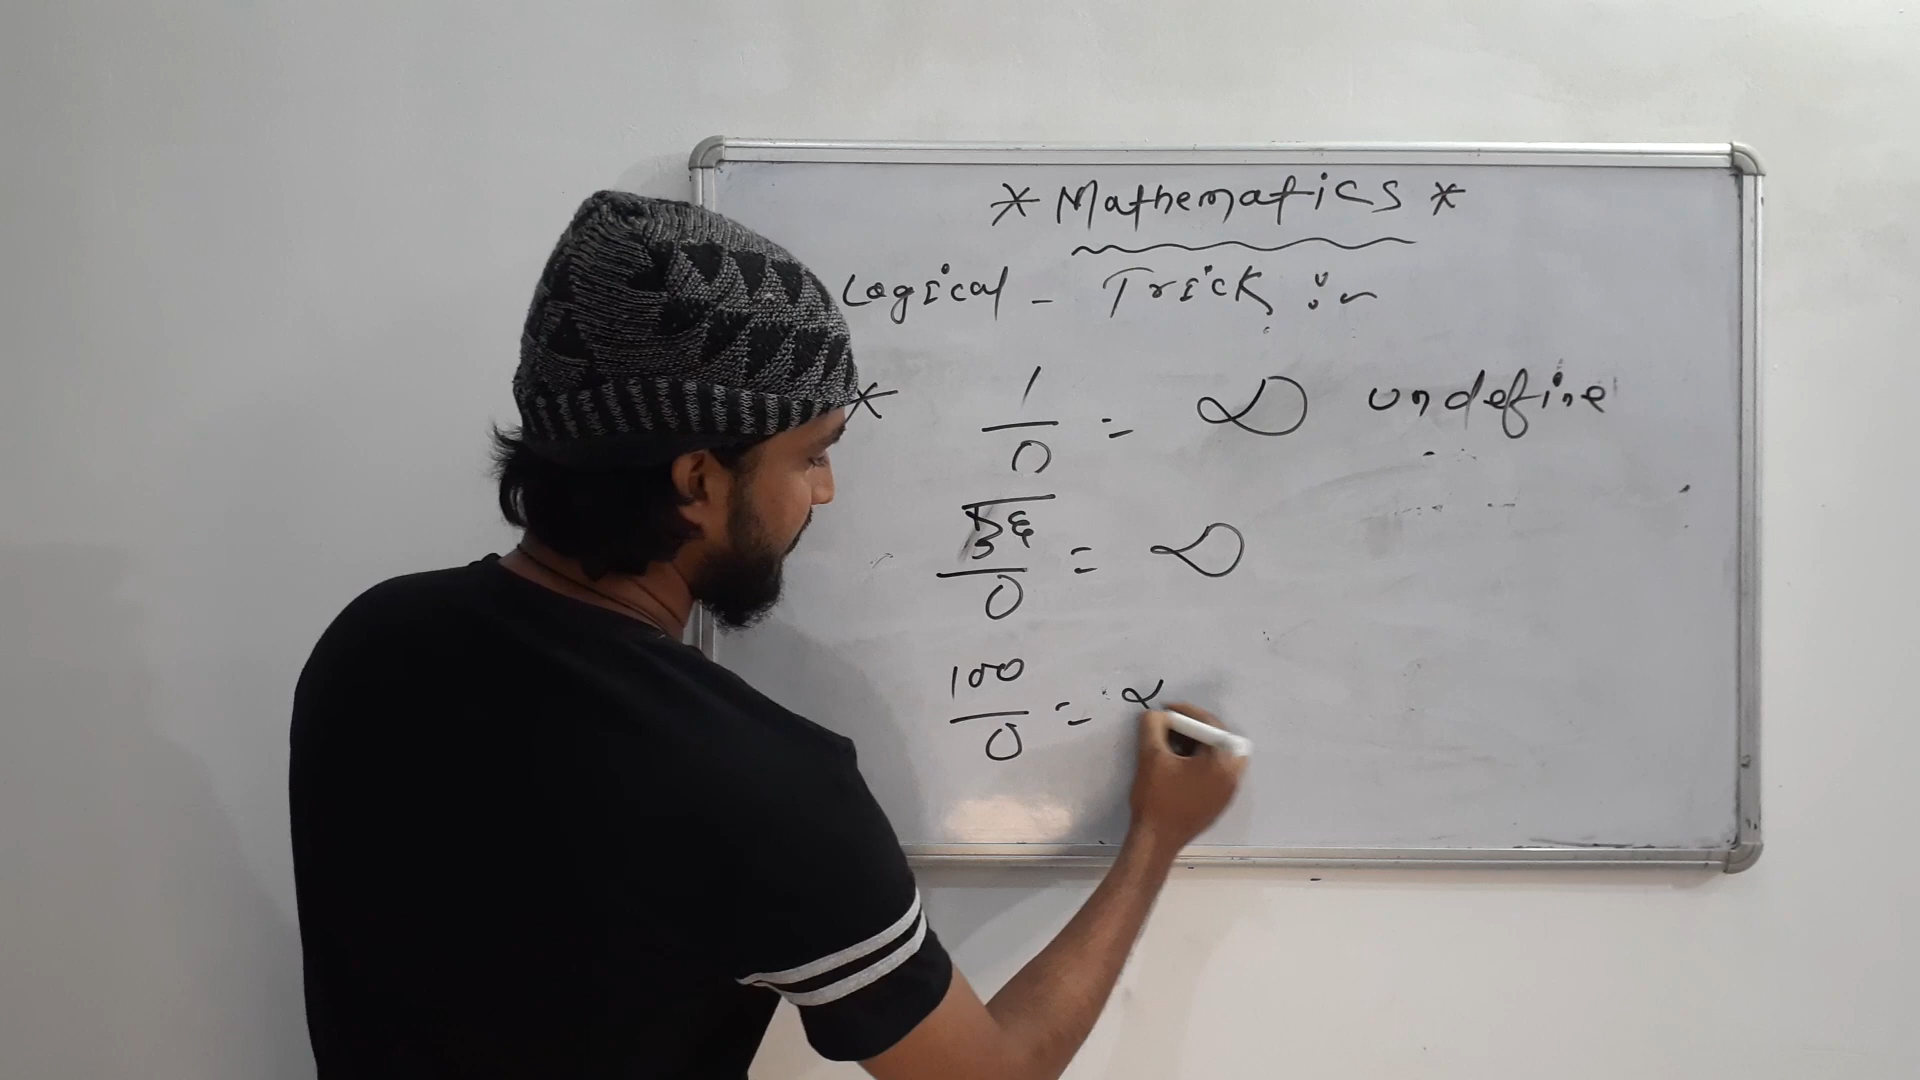 * Mathematics *
Logical - Trick :-
* 1/0 = ∞ undefine
/0 = ∞
100/0 =